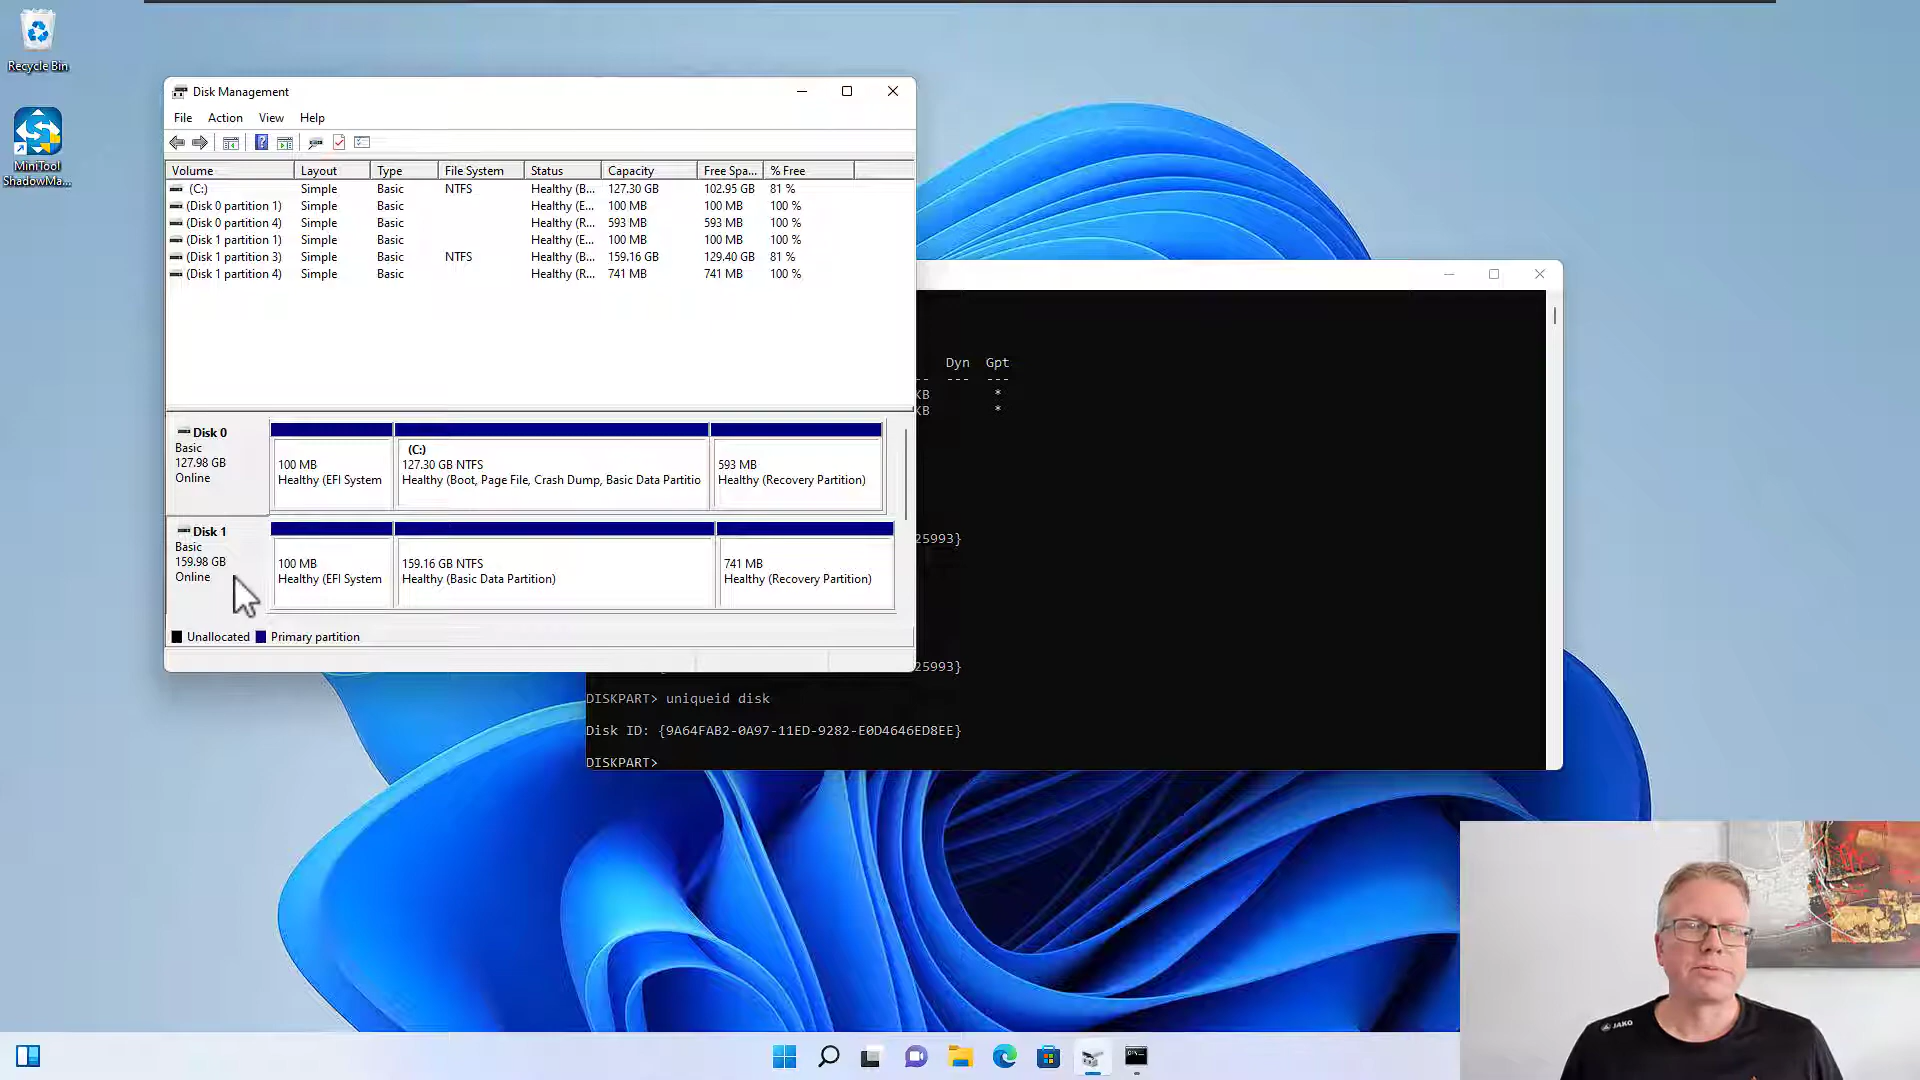 Recycle Bin
MiniTool
ShadowMa...
Disk Management
File Action View Help
Volume Layout Type File System Status Capacity Free Spa... % Free
(C:) Simple Basic NTFS Healthy (B... 127.30 GB 102.95 GB 81 %
(Disk 0 partition 1) Simple Basic Healthy (E... 100 MB 100 MB 100 %
(Disk 0 partition 4) Simple Basic Healthy (R... 593 MB 593 MB 100 %
(Disk 1 partition 1) Simple Basic Healthy (E... 100 MB 100 MB 100 %
(Disk 1 partition 3) Simple Basic NTFS Healthy (B... 159.16 GB 129.40 GB 81 %
(Disk 1 partition 4) Simple Basic Healthy (R... 741 MB 741 MB 100 %
Disk 0
Basic
127.98 GB
Online
100 MB
Healthy (EFI System
(C:)
127.30 GB NTFS
Healthy (Boot, Page File, Crash Dump, Basic Data Partitio
593 MB
Healthy (Recovery Partition)
Disk 1
Basic
159.98 GB
Online
100 MB
Healthy (EFI System
159.16 GB NTFS
Healthy (Basic Data Partition)
741 MB
Healthy (Recovery Partition)
Unallocated Primary partition
Dyn Gpt
-- --- ---
KB *
KB *
25993}
25993}
DISKPART> uniqueid disk
Disk ID: {9A64FAB2-0A97-11ED-9282-E0D4646ED8EE}
DISKPART>
JAKO